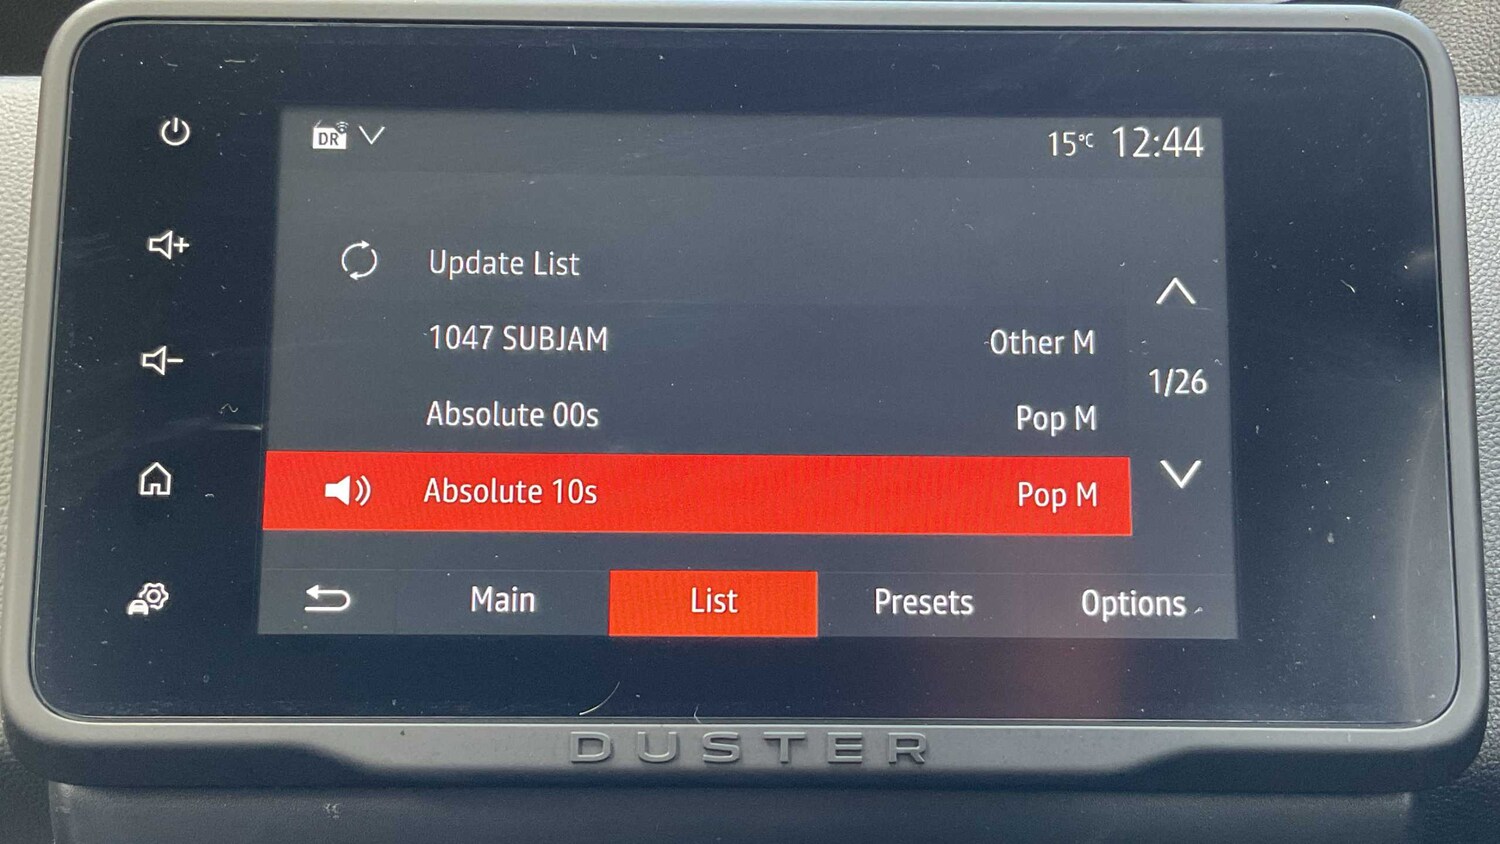 DR
15°C 12:44
Update List
1047 SUBJAM Other M
Absolute 00s Pop M
1/26
Absolute 10s Pop M
Main List Presets Options
DUSTER